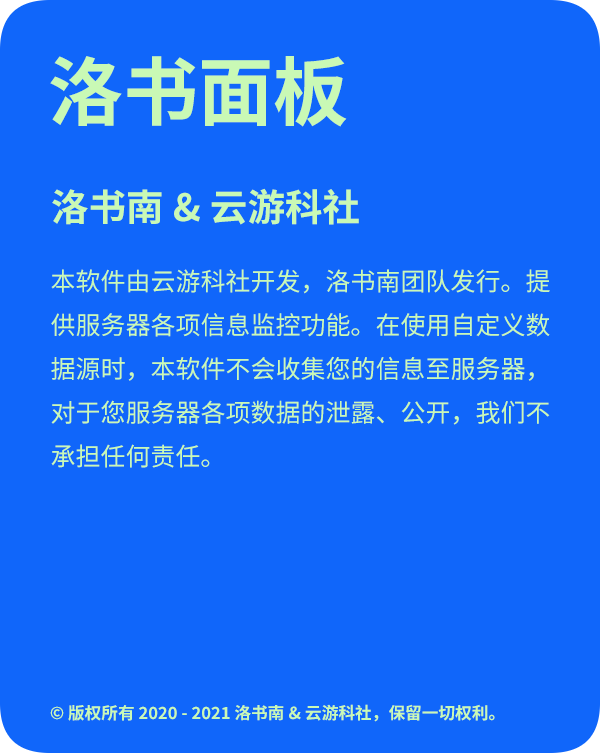 洛书面板
洛书南 & 云游科社
本软件由云游科社开发，洛书南团队发行。提
供服务器各项信息监控功能。在使用自定义数
据源时，本软件不会收集您的信息至服务器，
对于您服务器各项数据的泄露、公开，我们不
承担任何责任。
© 版权所有 2020 - 2021 洛书南 & 云游科社，保留一切权利。